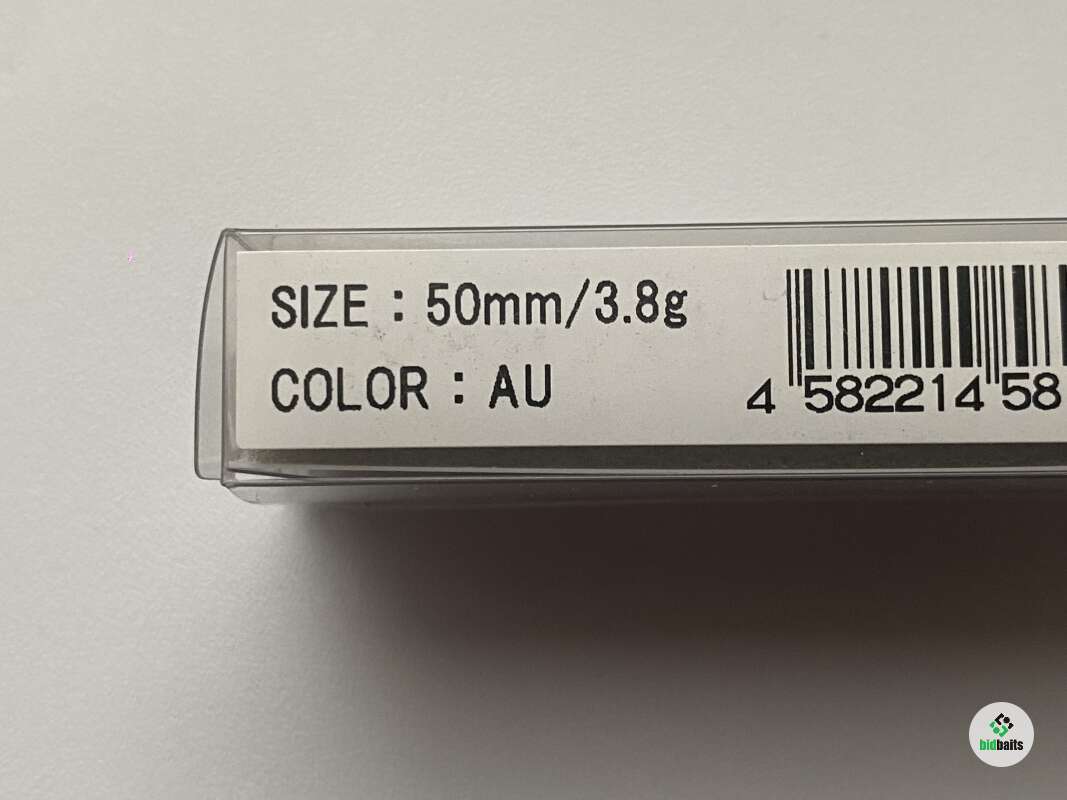 SIZE : 50mm/3.8g
COLOR : AU
4 582214 58
bidbaits